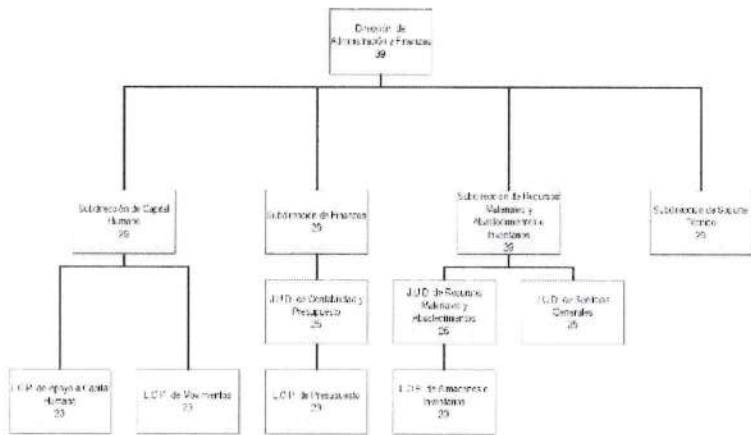 Dirección de
Administración y Finanzas
39
Subdirección de Capital
Humano
29
Subdirección de Finanzas
29
Subdirección de Recursos
Materiales y
Abastecimientos e
Inventarios
29
Subdirección de Soporte
Técnico
29
J.U.D. de Contabilidad y
Presupuesto
25
J.U.D. de Recursos
Materiales y
Abastecimientos
25
J.U.D. de Servicios
Generales
25
L.C.P. de Apoyo a Capital
Humano
23
L.C.P. de Movimientos
23
L.C.P. de Presupuesto
23
L.C.P. de Almacenes e
Inventarios
23